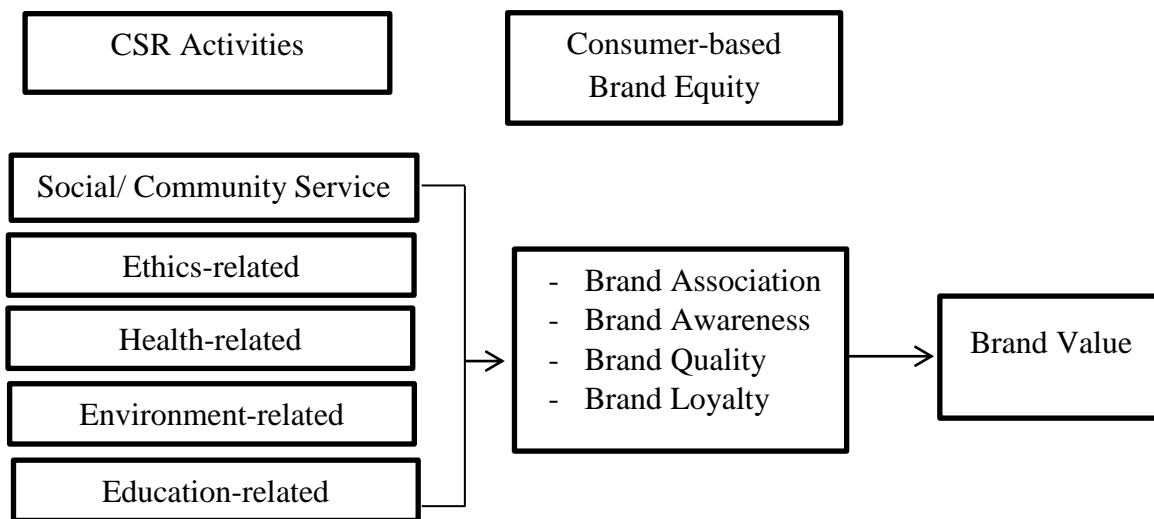 CSR Activities
Consumer-based
Brand Equity
Social/ Community Service
Ethics-related
Health-related
Environment-related
Education-related
- Brand Association
- Brand Awareness
- Brand Quality
- Brand Loyalty
Brand Value